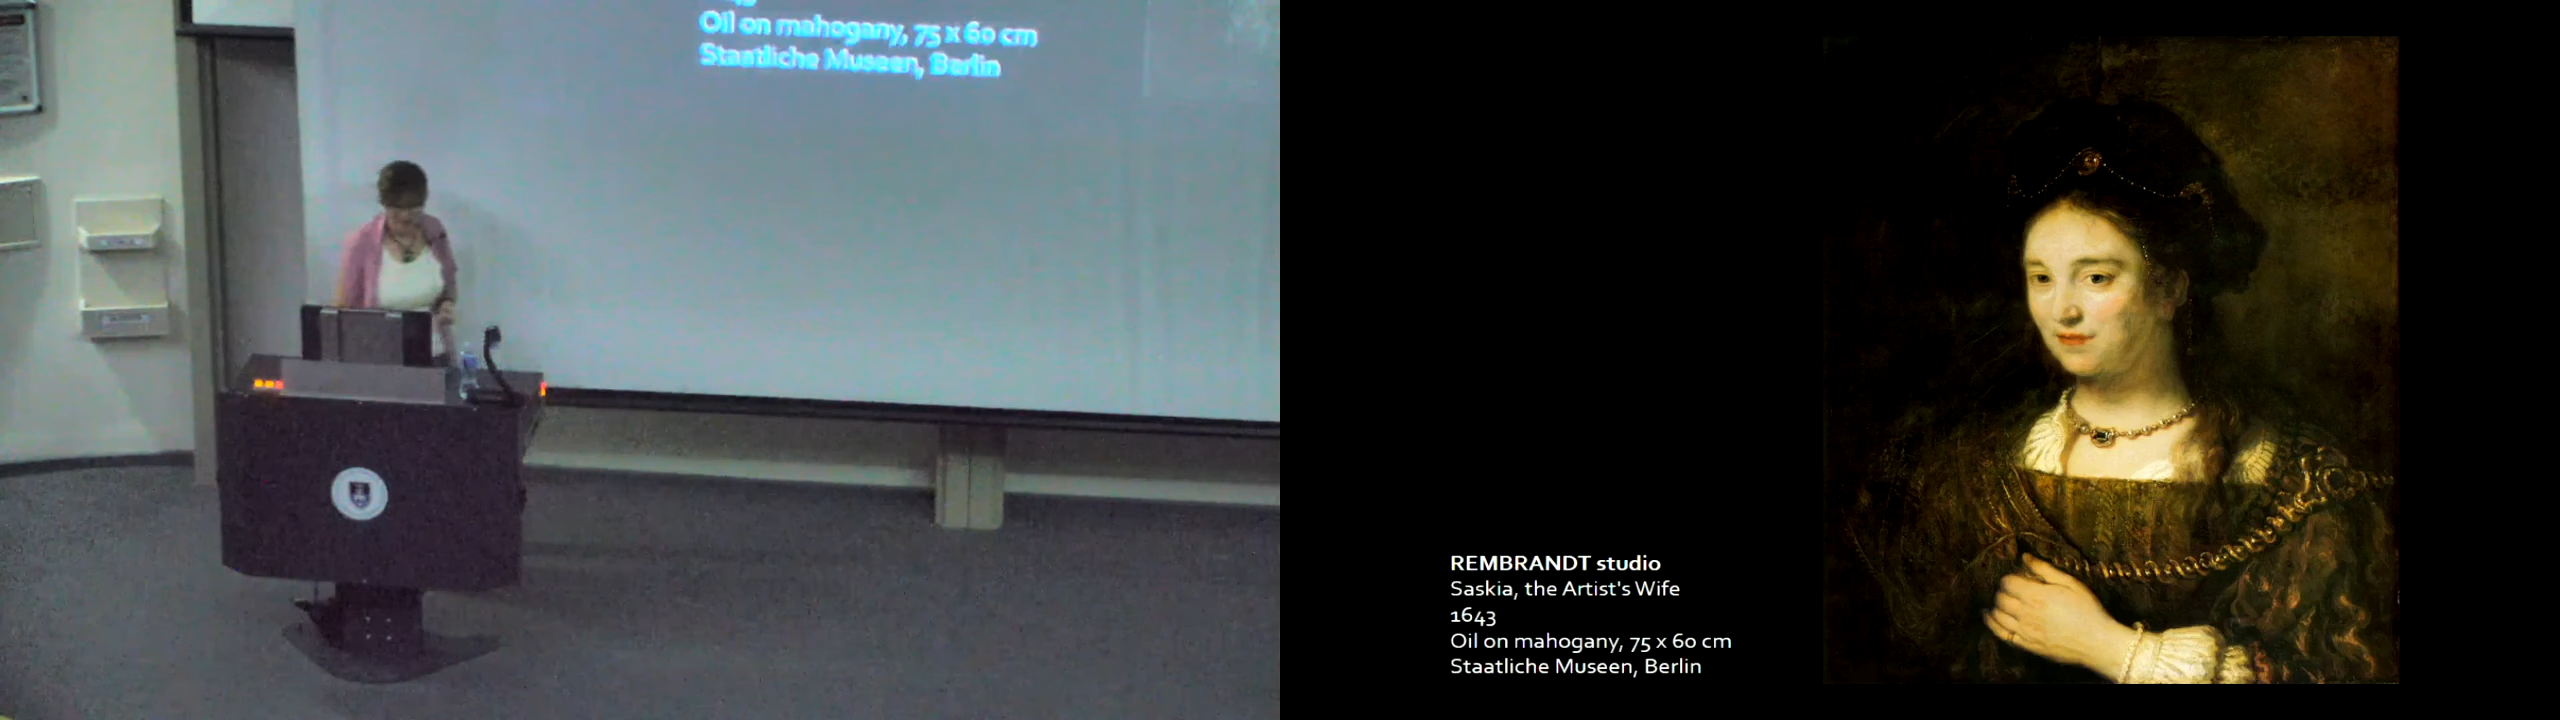 Oil on mahogany, 75 x 60 cm
Staatliche Museen, Berlin
REMBRANDT studio
Saskia, the Artist's Wife
1643
Oil on mahogany, 75 x 60 cm
Staatliche Museen, Berlin